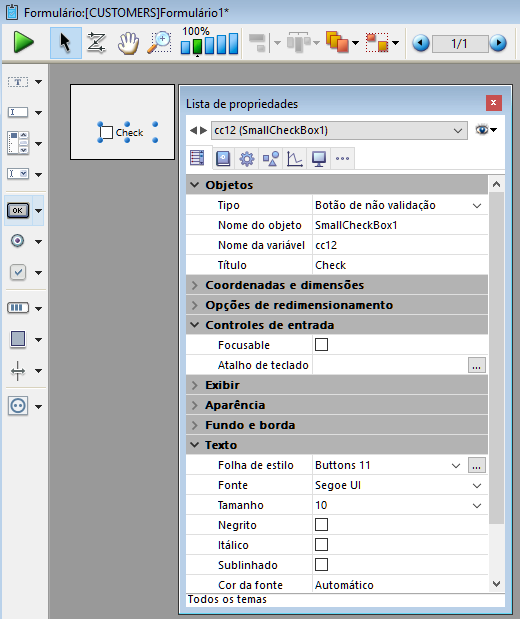 Formulário:[CUSTOMERS]Formulário1*
100%
1/1
T
OK
Check
Lista de propriedades
cc12 (SmallCheckBox1)
Objetos
Tipo Botão de não validação
Nome do objeto SmallCheckBox1
Nome da variável cc12
Título Check
Coordenadas e dimensões
Opções de redimensionamento
Controles de entrada
Focusable
Atalho de teclado ...
Exibir
Aparência
Fundo e borda
Texto
Folha de estilo Buttons 11 ...
Fonte Segoe UI
Tamanho 10
Negrito
Itálico
Sublinhado
Cor da fonte Automático
Todos os temas